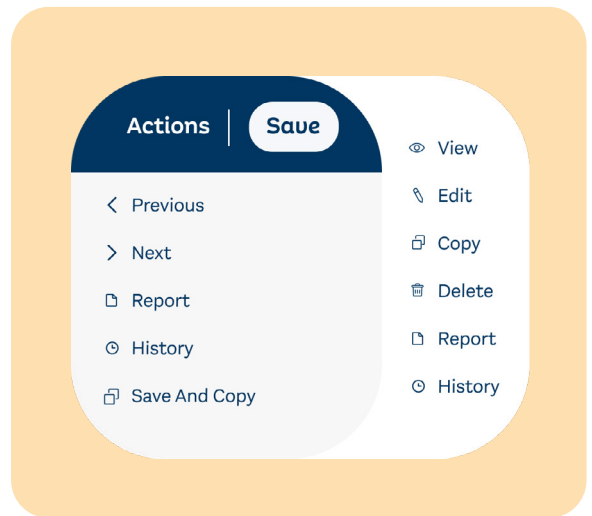 Actions | Save
Previous
Next
Report
History
Save And Copy
View
Edit
Copy
Delete
Report
History